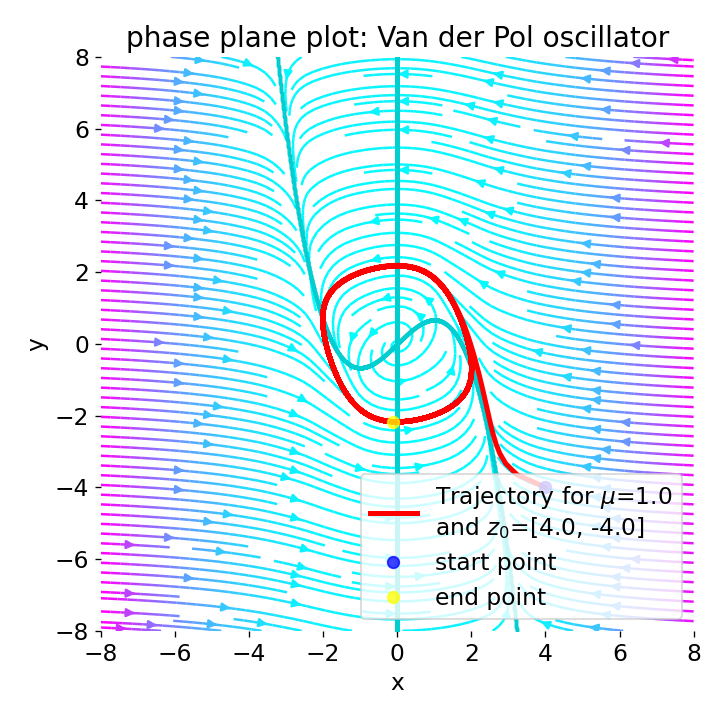 phase plane plot: Van der Pol oscillator
8
6
4
2
0
−2
−4
−6
−8
y
Trajectory for μ=1.0
and z₀=[4.0, -4.0]
start point
end point
−8 −6 −4 −2 0 2 4 6 8
x